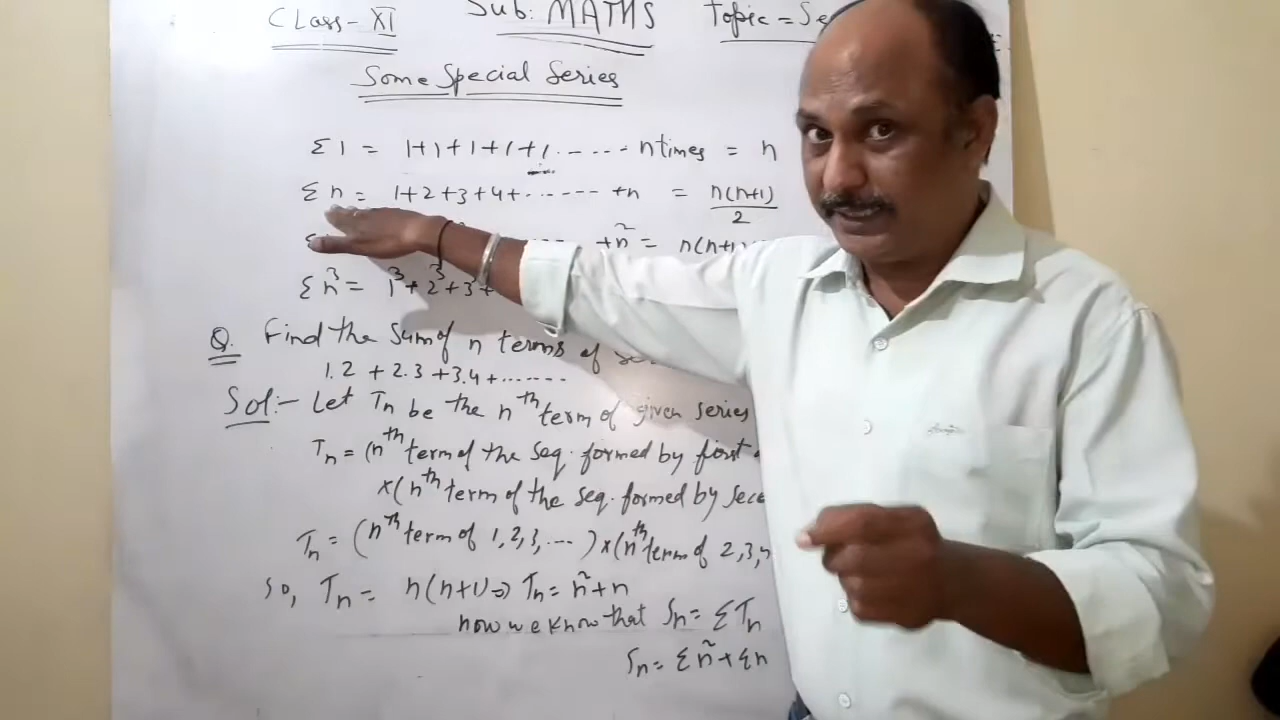 Class-XI Sub: MATHS Topic = Se
Some Special Series
Σ1 = 1+1+1+1+1.----- n times = n
Σn = 1+2+3+4+------- +n = n(n+1)/2
+n² = n(n+1)
Σn³ = 1³+2³+3³+
Q. Find the sum of n terms of
1.2 + 2.3 +3.4+.......
Sol:- Let Tn be the nth term of given series
Tn = (nth term of the seq. formed by first
×(nth term of the seq. formed by
Tn = (nth term of 1,2,3,--- )×(nth term of 2,3,
So, Tn = n(n+1) ⇒ Tn = n²+n
now we know that Sn = ΣTn
Sn = Σn²+Σn